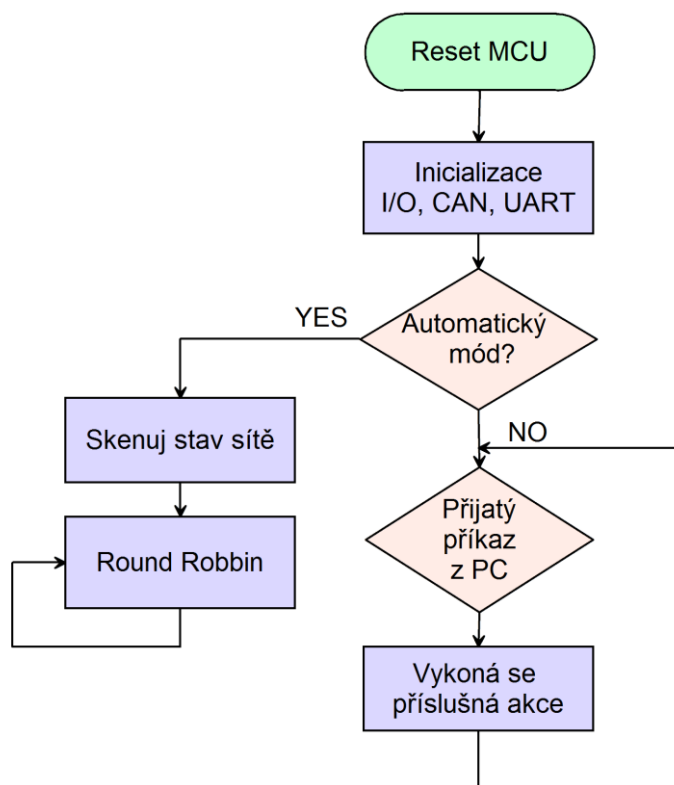 Reset MCU
Inicializace
I/O, CAN, UART
YES
Automatický
mód?
Skenuj stav sítě
NO
Round Robbin
Přijatý
příkaz
z PC
Vykoná se
příslušná akce